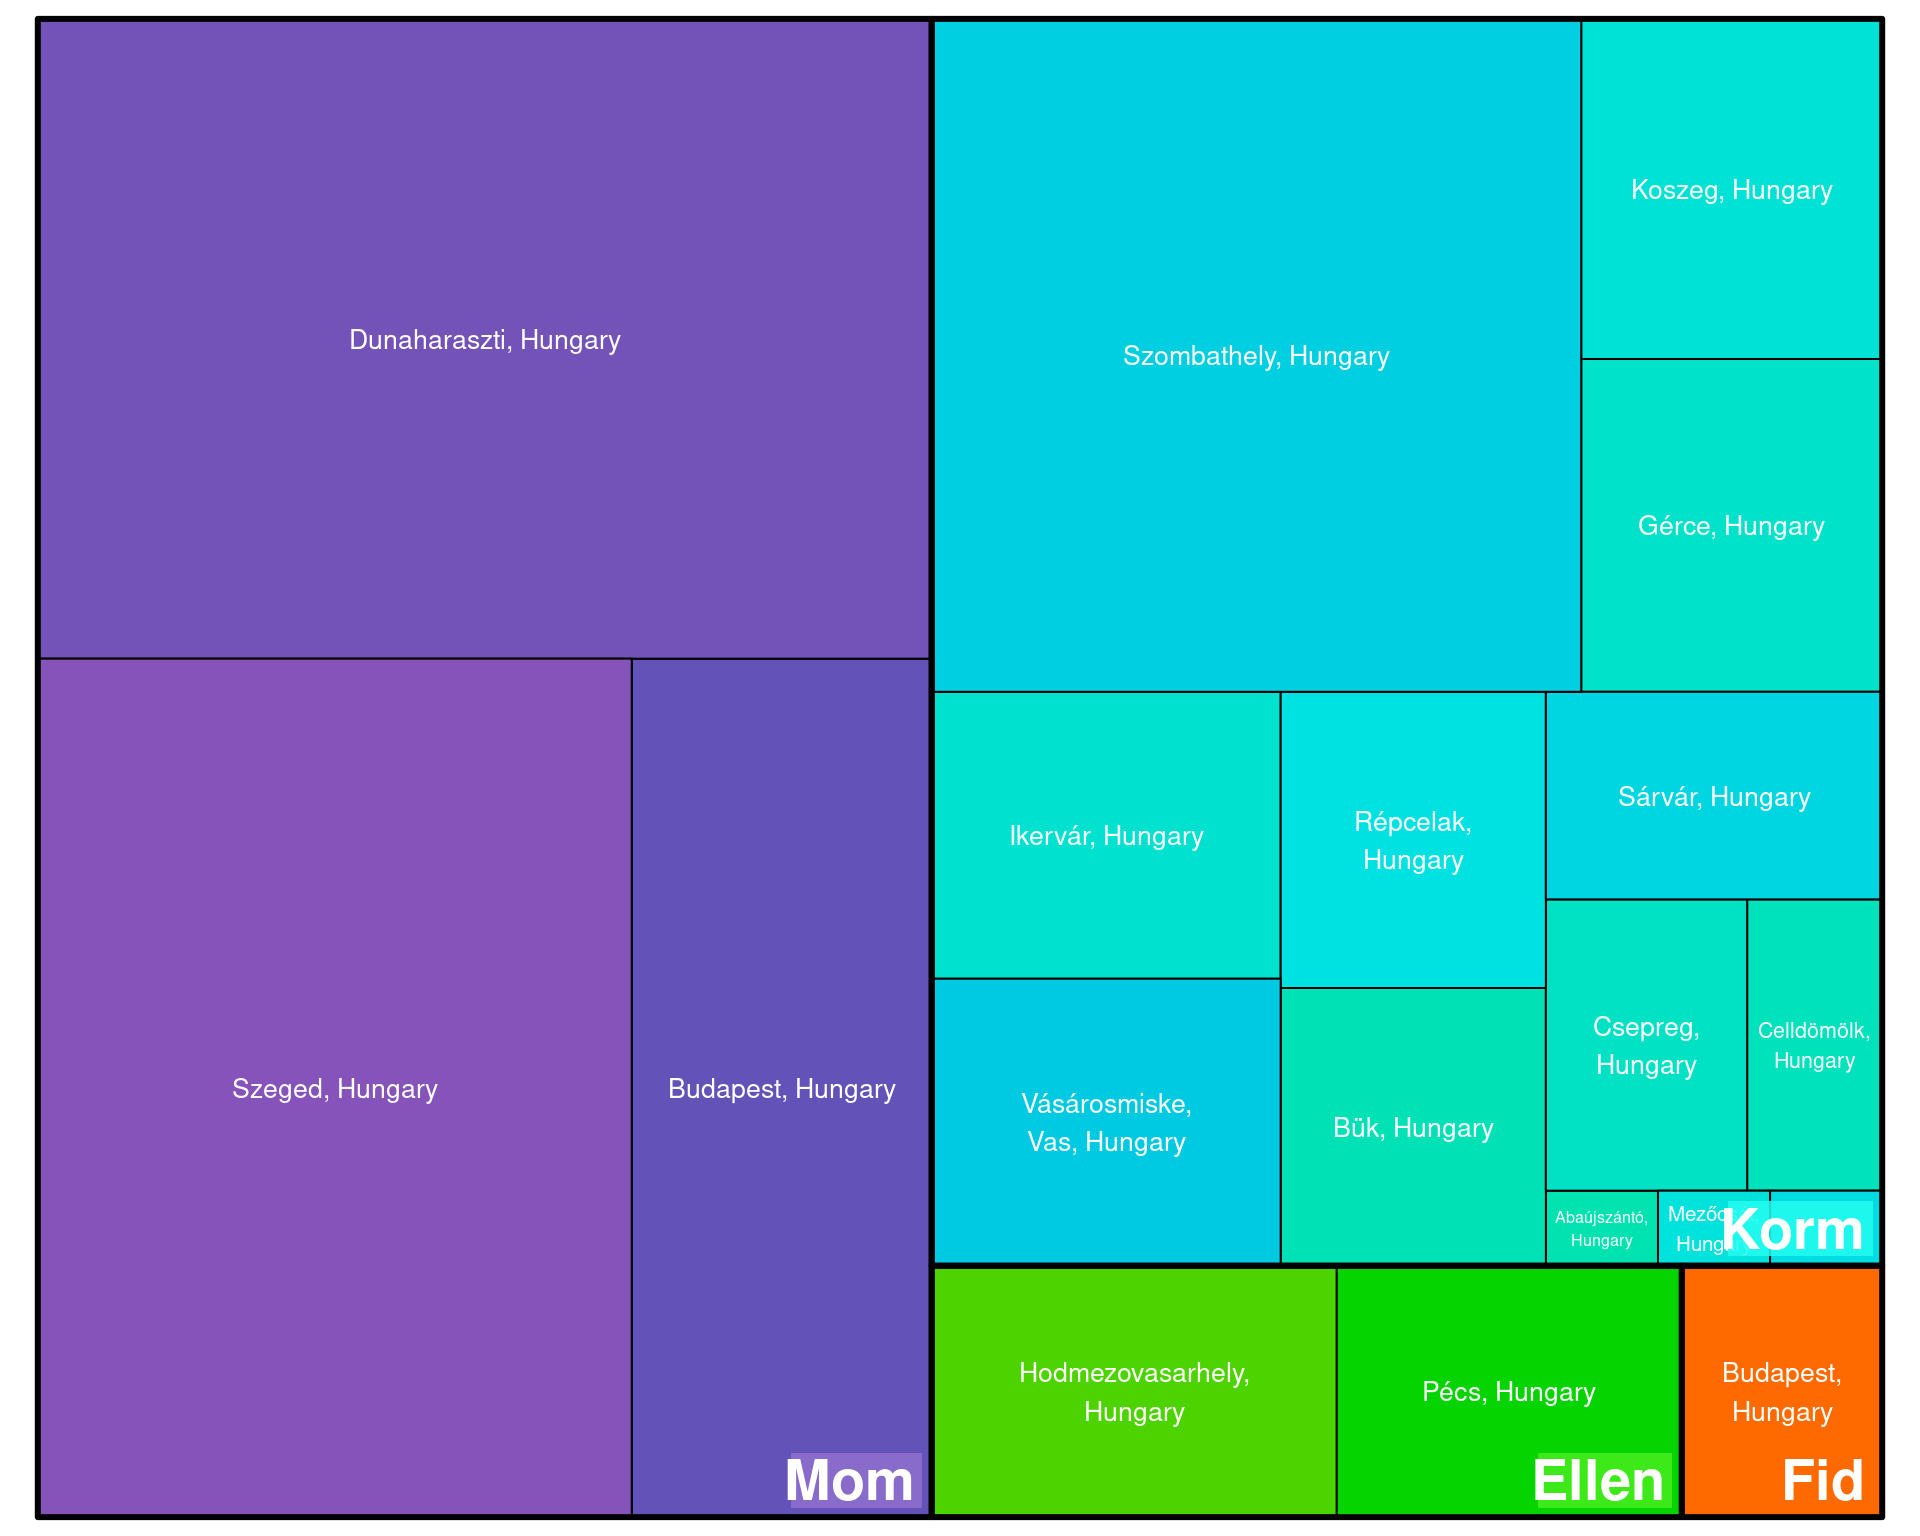 Dunaharaszti, Hungary
Szeged, Hungary
Budapest, Hungary
Mom
Szombathely, Hungary
Koszeg, Hungary
Gérce, Hungary
Ikervár, Hungary
Vásárosmiske,
Vas, Hungary
Répcelak,
Hungary
Bük, Hungary
Sárvár, Hungary
Csepreg,
Hungary
Celldömölk,
Hungary
Abaújszántó,
Hungary
Korm
Hodmezovasarhely,
Hungary
Pécs, Hungary
Ellen
Budapest,
Hungary
Fid